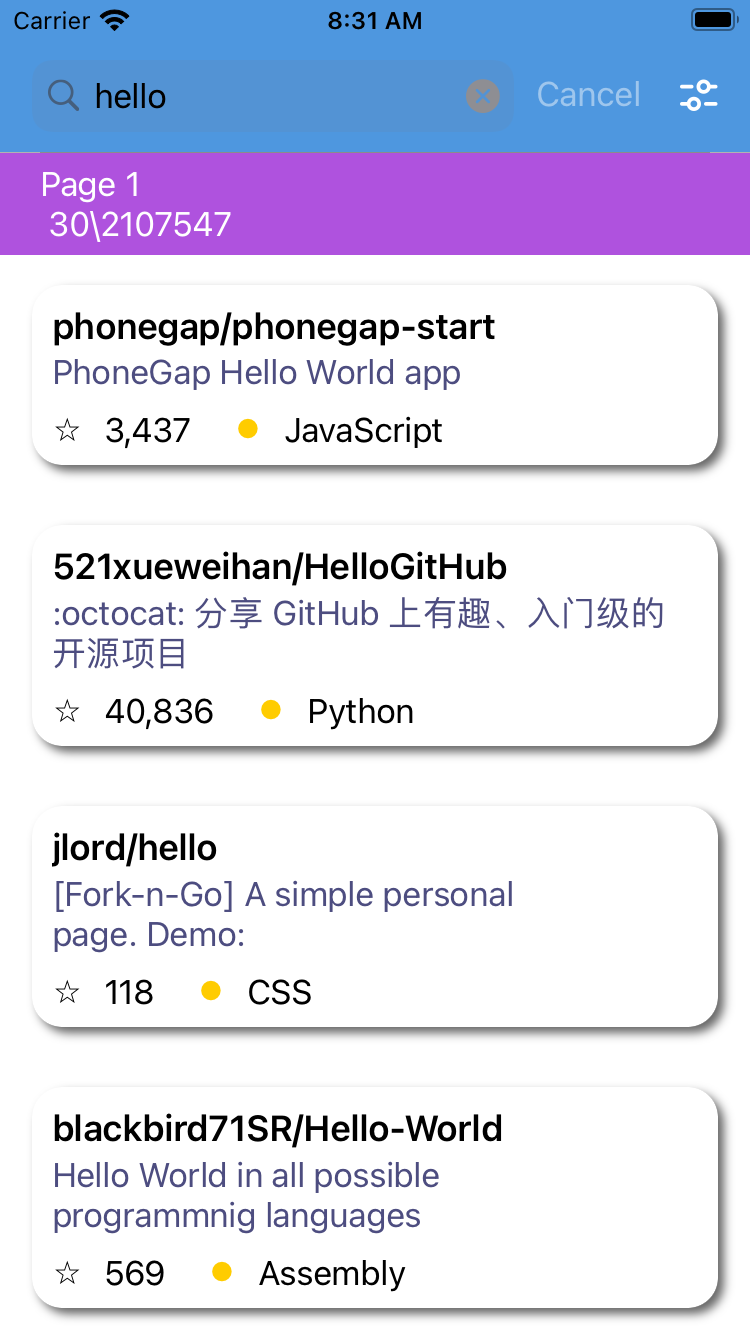 Carrier 8:31 AM
hello Cancel
Page 1
30\2107547
phonegap/phonegap-start
PhoneGap Hello World app
☆ 3,437 JavaScript
521xueweihan/HelloGitHub
:octocat: 分享 GitHub 上有趣、入门级的
开源项目
☆ 40,836 Python
jlord/hello
[Fork-n-Go] A simple personal
page. Demo:
☆ 118 CSS
blackbird71SR/Hello-World
Hello World in all possible
programmnig languages
☆ 569 Assembly